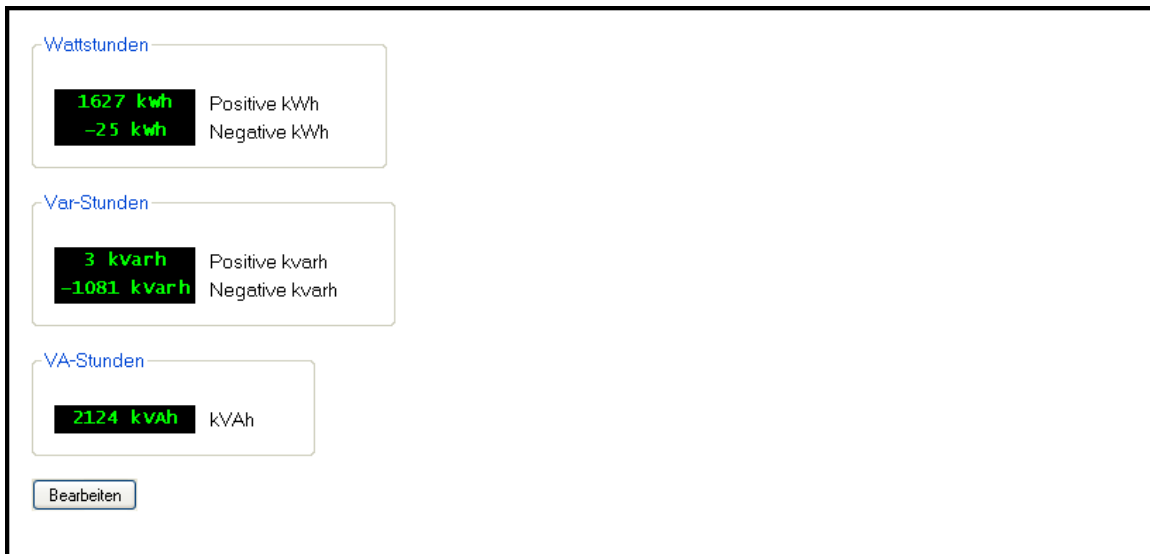 Wattstunden
1627 kWh Positive kWh
-25 kWh Negative kWh
Var-Stunden
3 kVarh Positive kvarh
-1081 kVarh Negative kvarh
VA-Stunden
2124 kVAh kVAh
Bearbeiten